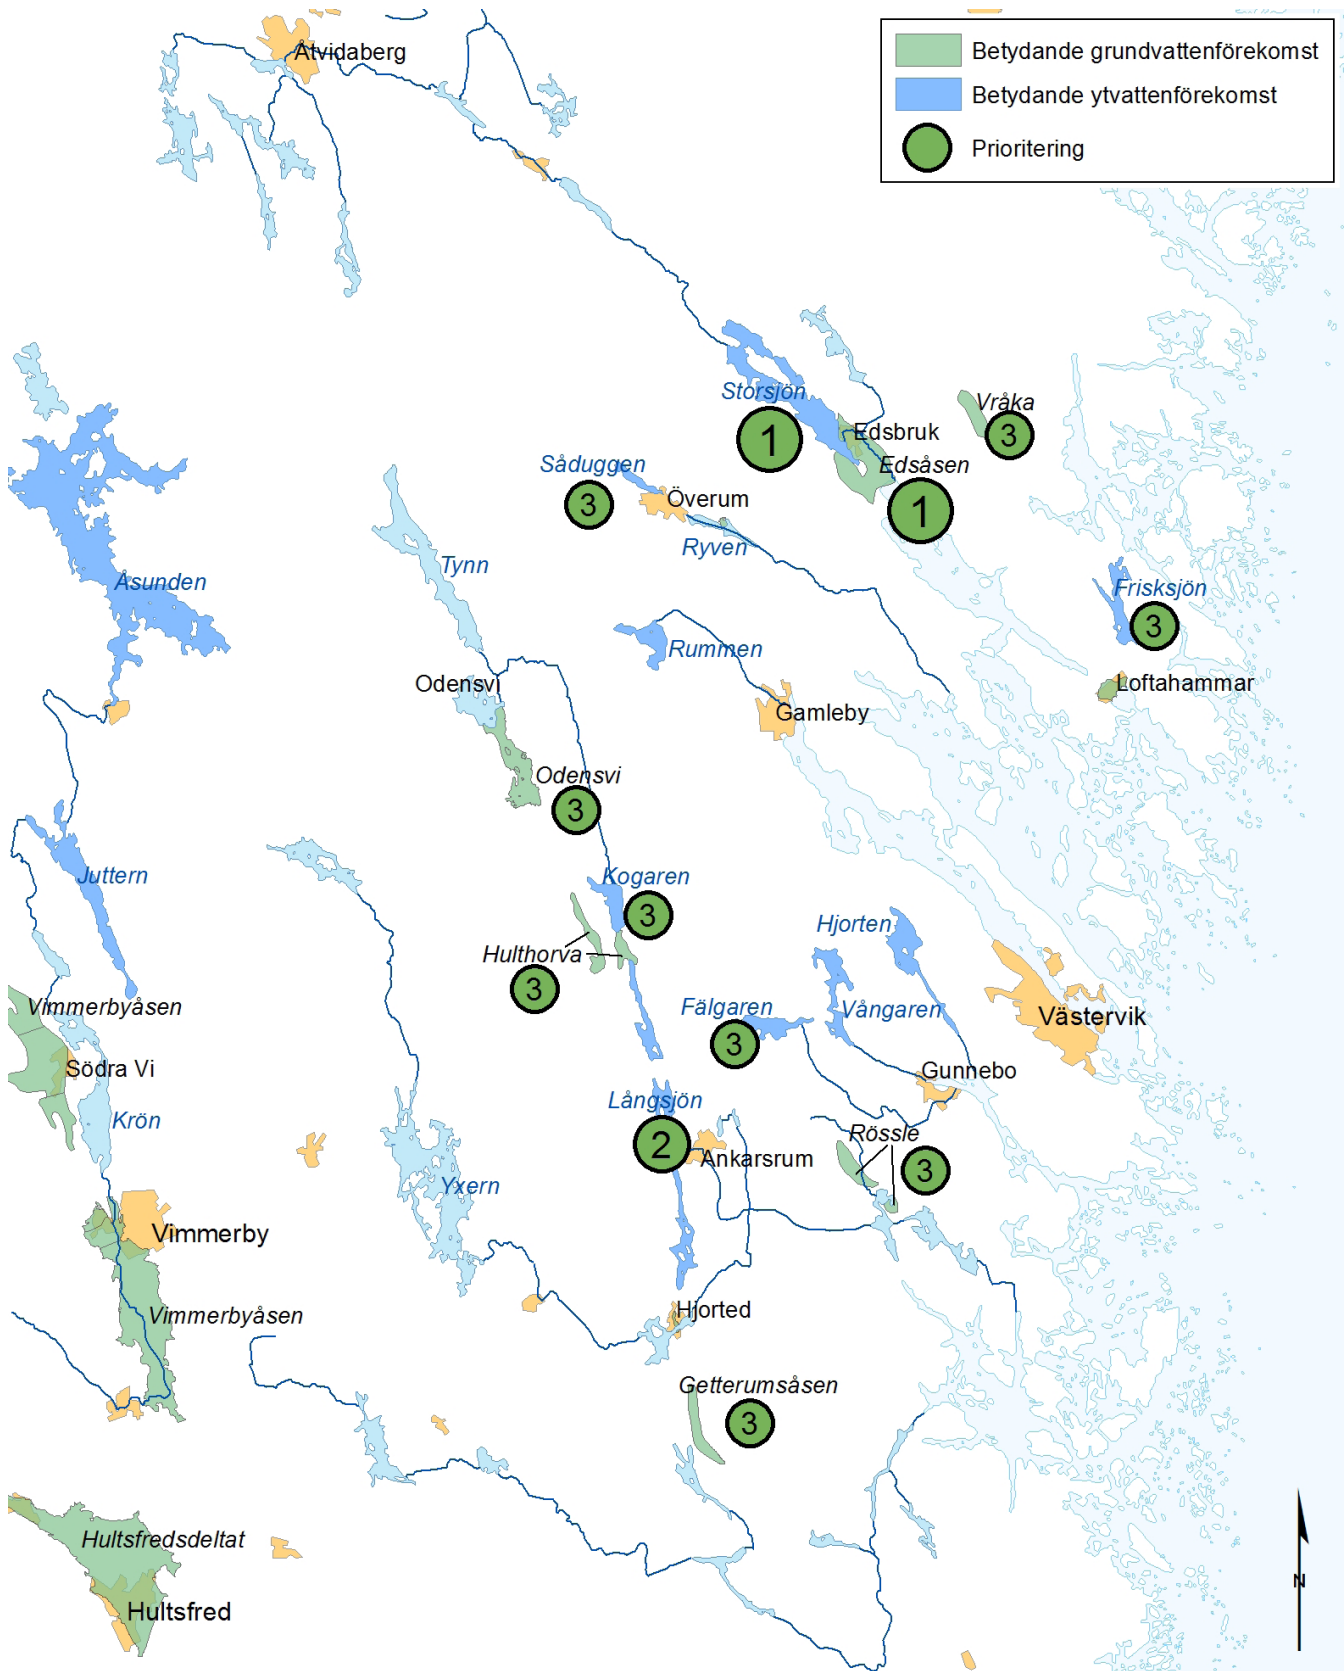 Betydande grundvattenförekomst
Betydande ytvattenförekomst
Prioritering
Åtvidaberg
Storsjön
1
Edsbruk
Vråka
3
Edsåsen
1
Såduggen
3
Överum
Ryven
Tynn
Åsunden
Frisksjön
3
Rummen
Loftahammar
Odensvi
Gamleby
Odensvi
3
Juttern
Kogaren
3
Hjorten
Hulthorva
3
Vimmerbyåsen
Fälgaren
3
Vångaren
Västervik
Södra Vi
Gunnebo
Krön
Långsjön
2
Ankarsrum
Rössle
3
Yxern
Vimmerby
Vimmerbyåsen
Hjorted
Getterumsåsen
3
Hultsfredsdeltat
Hultsfred
N